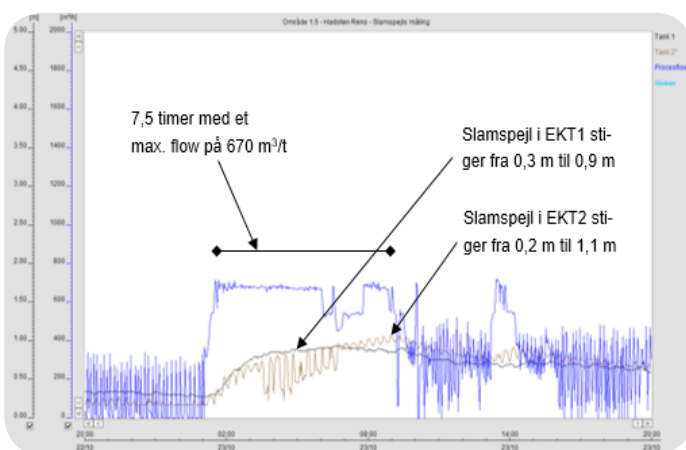 Område 1.5 - Hadsten Rens - Slamspejls måling
[m] [m³/h]
5.00 2000
4.50 1800
4.00 1600
3.50 1400
3.00 1200
2.50 1000
2.00 800
1.50 600
1.00 400
0.50 200
0.00 0
Tank 1
Tank 2*
Procesflow
Niveau
7,5 timer med et
max. flow på 670 m³/t
Slamspejl i EKT1 sti-
ger fra 0,3 m til 0,9 m
Slamspejl i EKT2 sti-
ger fra 0,2 m til 1,1 m
20,00 02,00 08,00 14,00 20,00
22/10 23/10 23/10 23/10 23/10